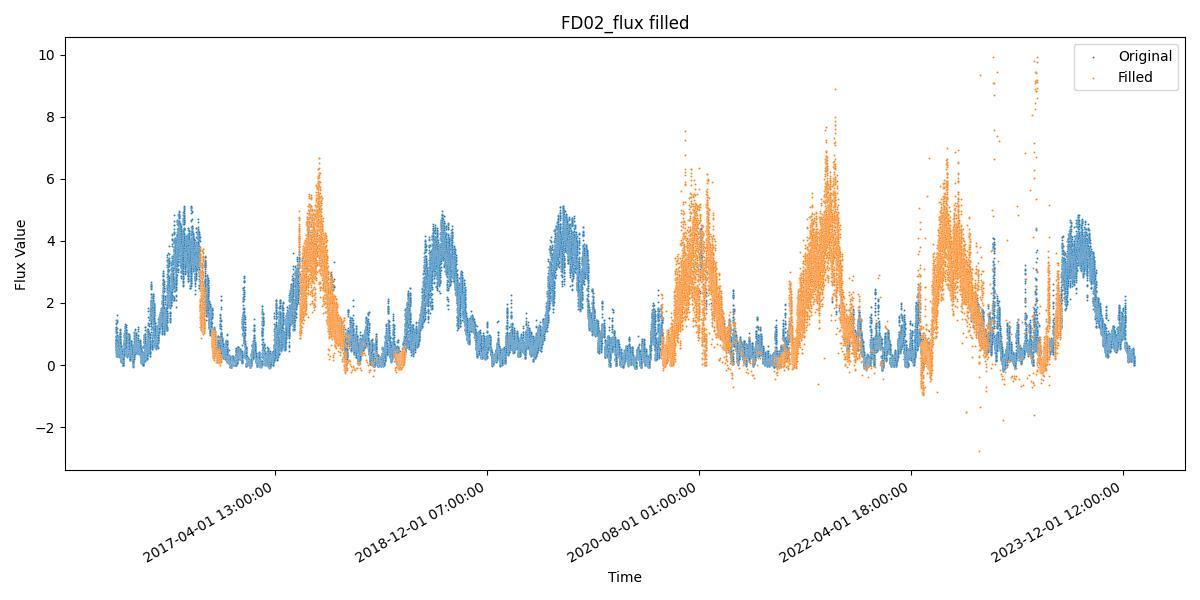 FD02_flux filled
Original
Filled
10
8
6
4
2
0
−2
Flux Value
2017-04-01 13:00:00
2018-12-01 07:00:00
2020-08-01 01:00:00
2022-04-01 18:00:00
2023-12-01 12:00:00
Time